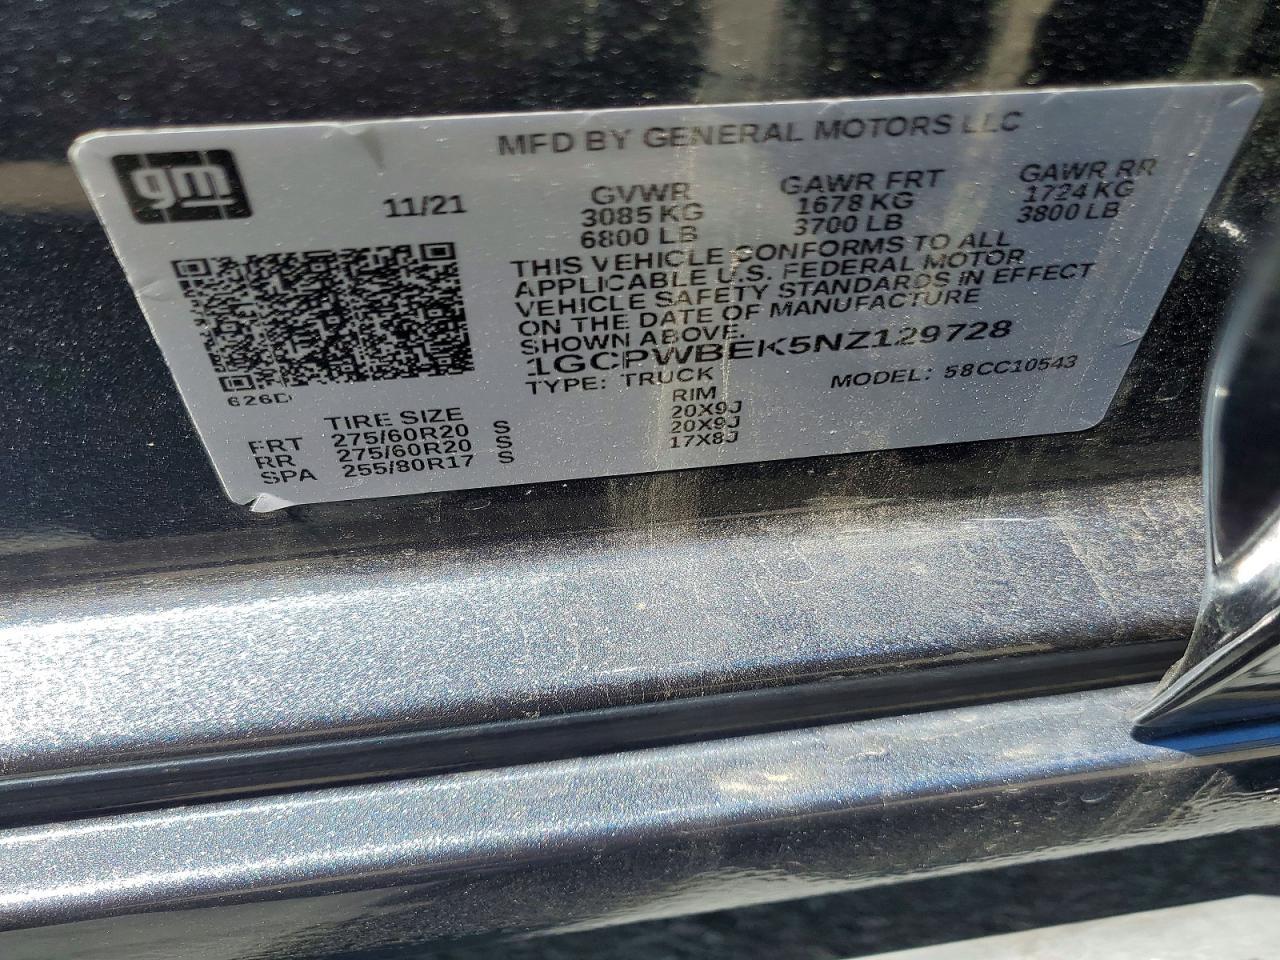 MFD BY GENERAL MOTORS LLC
gm
11/21
GVWR GAWR FRT GAWR RR
3085 KG 1678 KG 1724 KG
6800 LB 3700 LB 3800 LB
THIS VEHICLE CONFORMS TO ALL
APPLICABLE U.S. FEDERAL MOTOR
VEHICLE SAFETY STANDARDS IN EFFECT
ON THE DATE OF MANUFACTURE
SHOWN ABOVE.
1GCPWBEK5NZ129728
TYPE: TRUCK MODEL: 58CC10543
626D
TIRE SIZE RIM
FRT 275/60R20 S 20X9J
RR 275/60R20 S 20X9J
SPA 255/80R17 S 17X8J